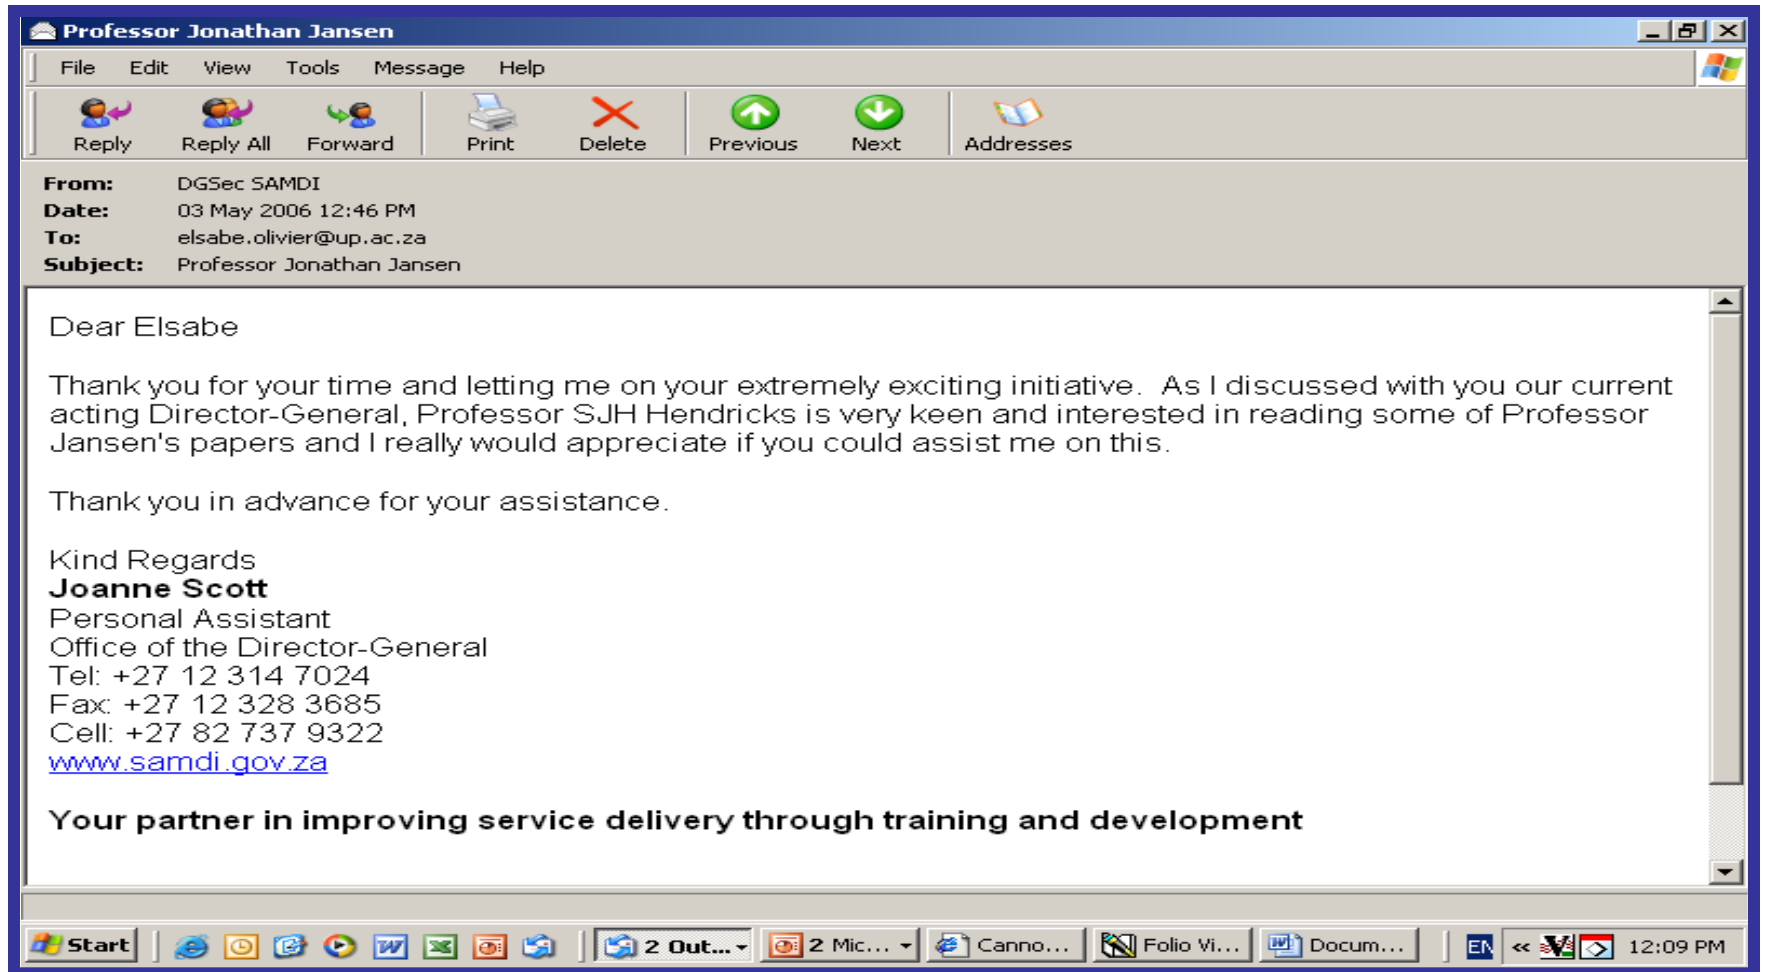 Professor Jonathan Jansen
File Edit View Tools Message Help
Reply Reply All Forward Print Delete Previous Next Addresses
From: DGSec SAMDI
Date: 03 May 2006 12:46 PM
To: elsabe.olivier@up.ac.za
Subject: Professor Jonathan Jansen
Dear Elsabe
Thank you for your time and letting me on your extremely exciting initiative.  As I discussed with you our current
acting Director-General, Professor SJH Hendricks is very keen and interested in reading some of Professor
Jansen's papers and I really would appreciate if you could assist me on this.
Thank you in advance for your assistance.
Kind Regards
Joanne Scott
Personal Assistant
Office of the Director-General
Tel: +27 12 314 7024
Fax: +27 12 328 3685
Cell: +27 82 737 9322
www.samdi.gov.za
Your partner in improving service delivery through training and development
Start 2 Out... 2 Mic... Canno... Folio Vi... Docum... EN « 12:09 PM